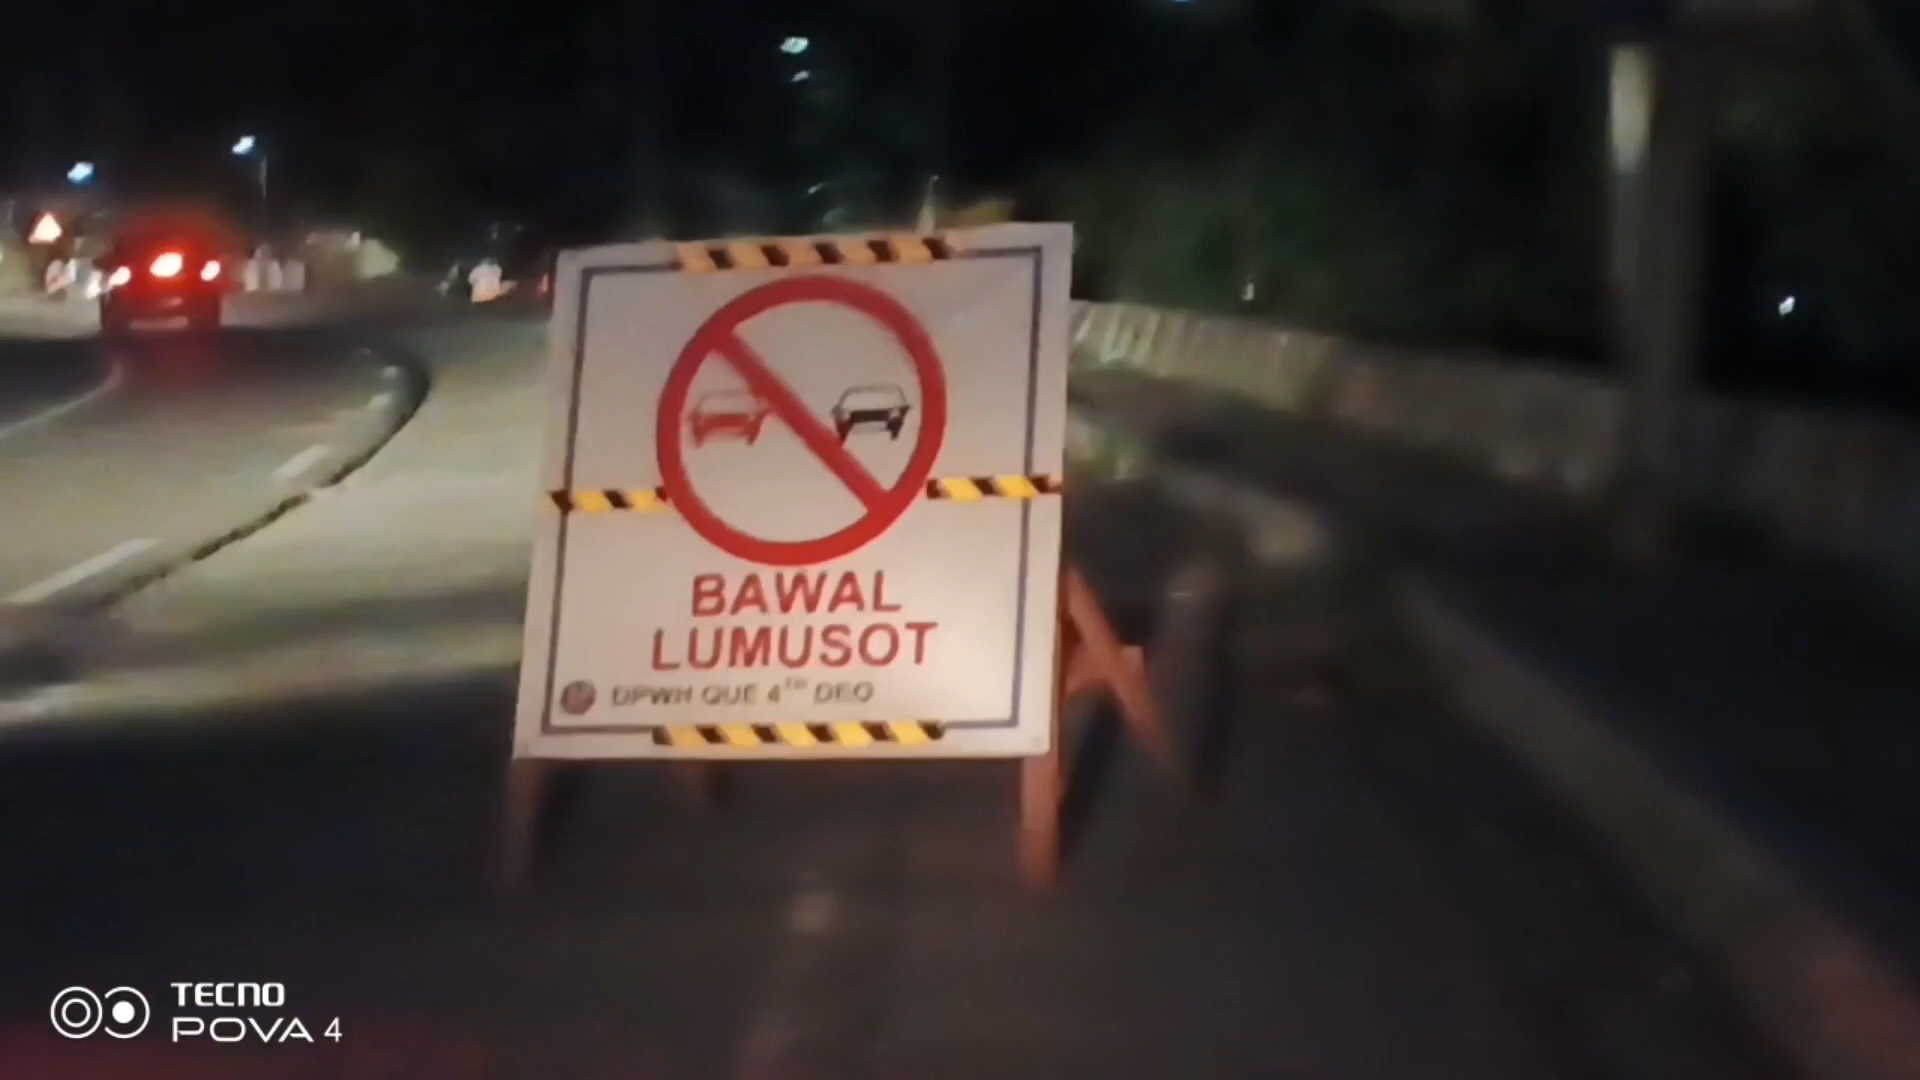 BAWAL
LUMUSOT
DPWH QUE 4TH DEO
TECNO
POVA 4